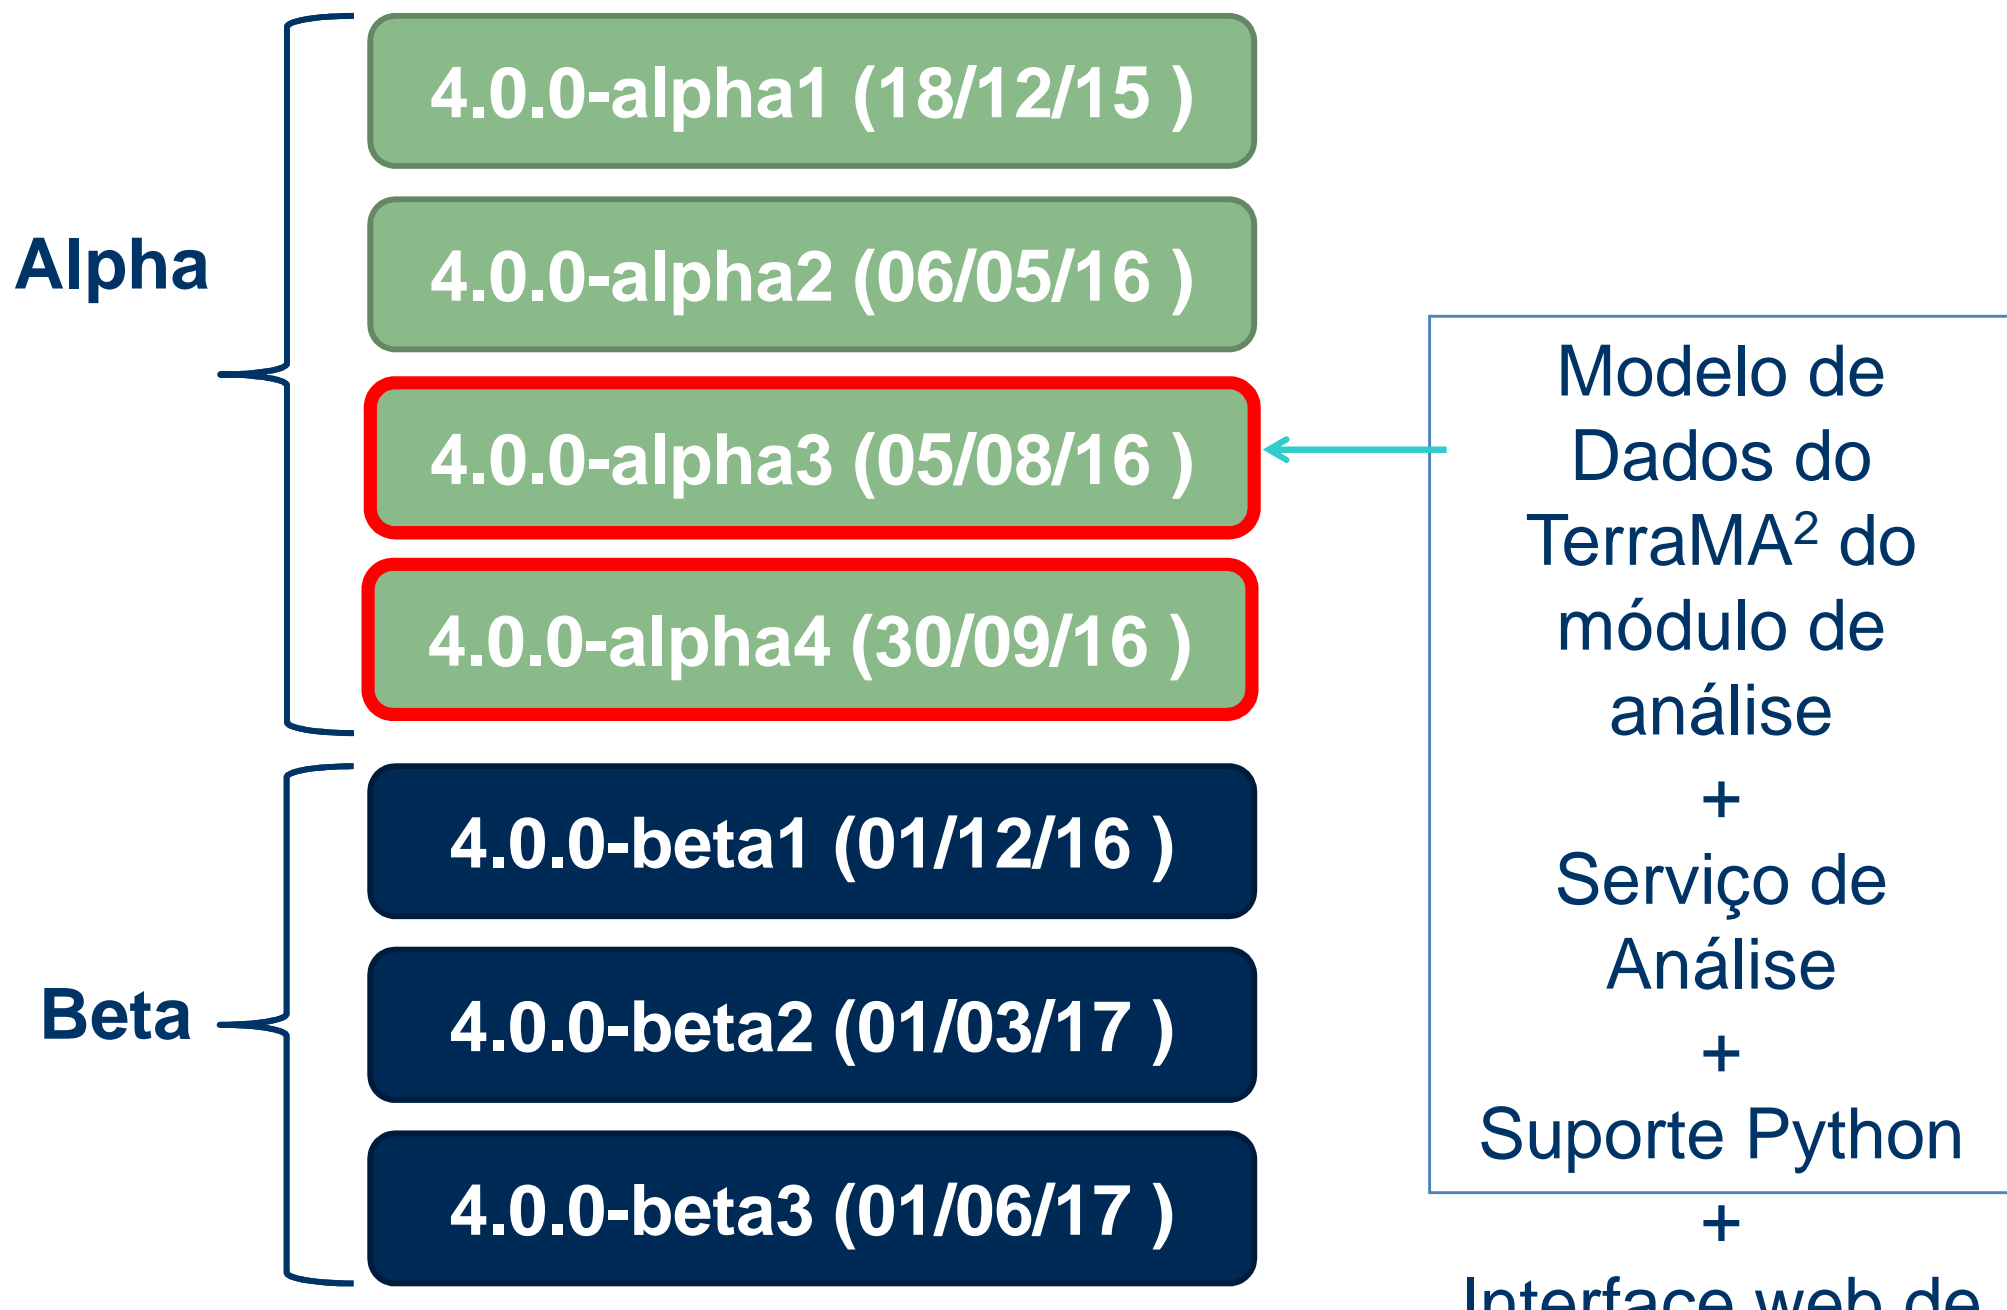 Alpha
4.0.0-alpha1 (18/12/15 )
4.0.0-alpha2 (06/05/16 )
4.0.0-alpha3 (05/08/16 )
4.0.0-alpha4 (30/09/16 )
Beta
4.0.0-beta1 (01/12/16 )
4.0.0-beta2 (01/03/17 )
4.0.0-beta3 (01/06/17 )
Modelo de
Dados do
TerraMA² do
módulo de
análise
+
Serviço de
Análise
+
Suporte Python
+
Interface web de